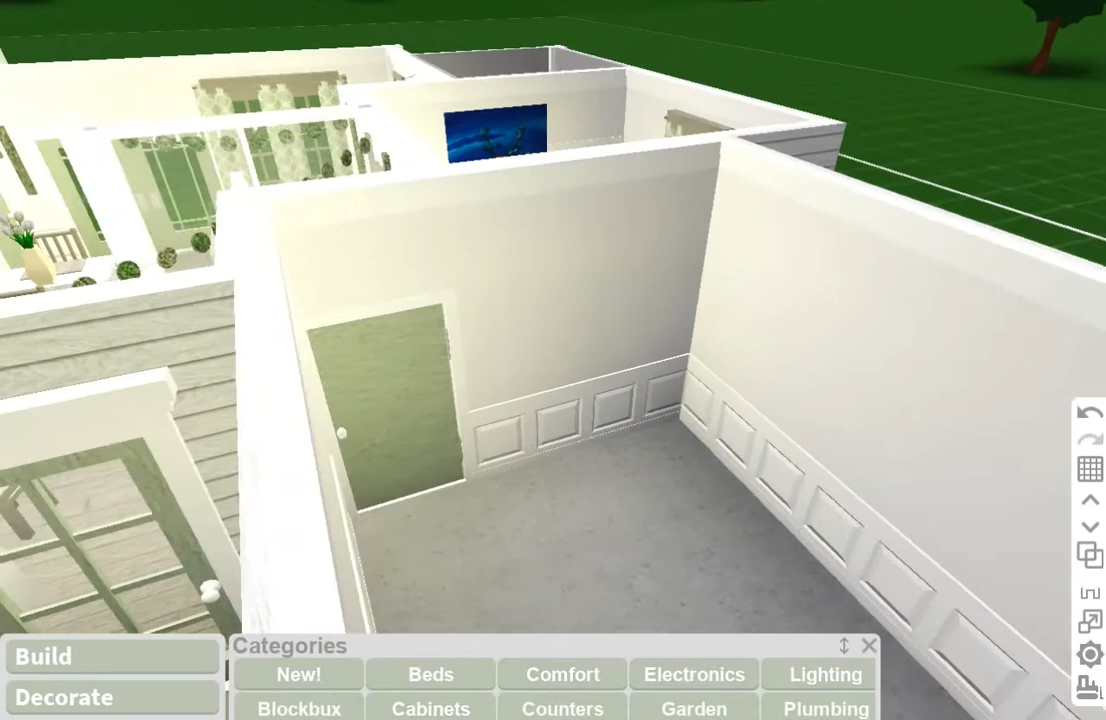 Build
Decorate
Categories
New! Beds Comfort Electronics Lighting
Blockbux Cabinets Counters Garden Plumbing